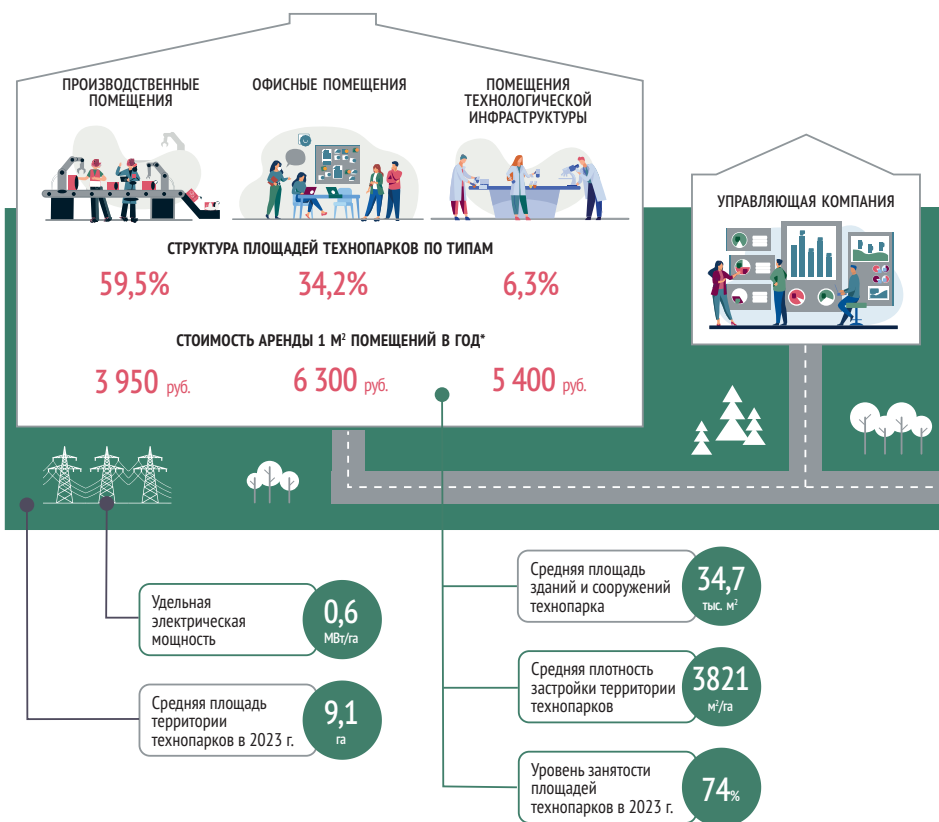 ПРОИЗВОДСТВЕННЫЕ
ПОМЕЩЕНИЯ
ОФИСНЫЕ ПОМЕЩЕНИЯ
ПОМЕЩЕНИЯ
ТЕХНОЛОГИЧЕСКОЙ
ИНФРАСТРУКТУРЫ
УПРАВЛЯЮЩАЯ КОМПАНИЯ
СТРУКТУРА ПЛОЩАДЕЙ ТЕХНОПАРКОВ ПО ТИПАМ
59,5% 34,2% 6,3%
СТОИМОСТЬ АРЕНДЫ 1 М² ПОМЕЩЕНИЙ В ГОД*
3 950 руб. 6 300 руб. 5 400 руб.
Удельная
электрическая
мощность
0,6
МВт/га
Средняя площадь
территории
технопарков в 2023 г.
9,1
га
Средняя площадь
зданий и сооружений
технопарка
34,7
тыс. м²
Средняя плотность
застройки территории
технопарков
3821
м²/га
Уровень занятости
площадей
технопарков в 2023 г.
74%